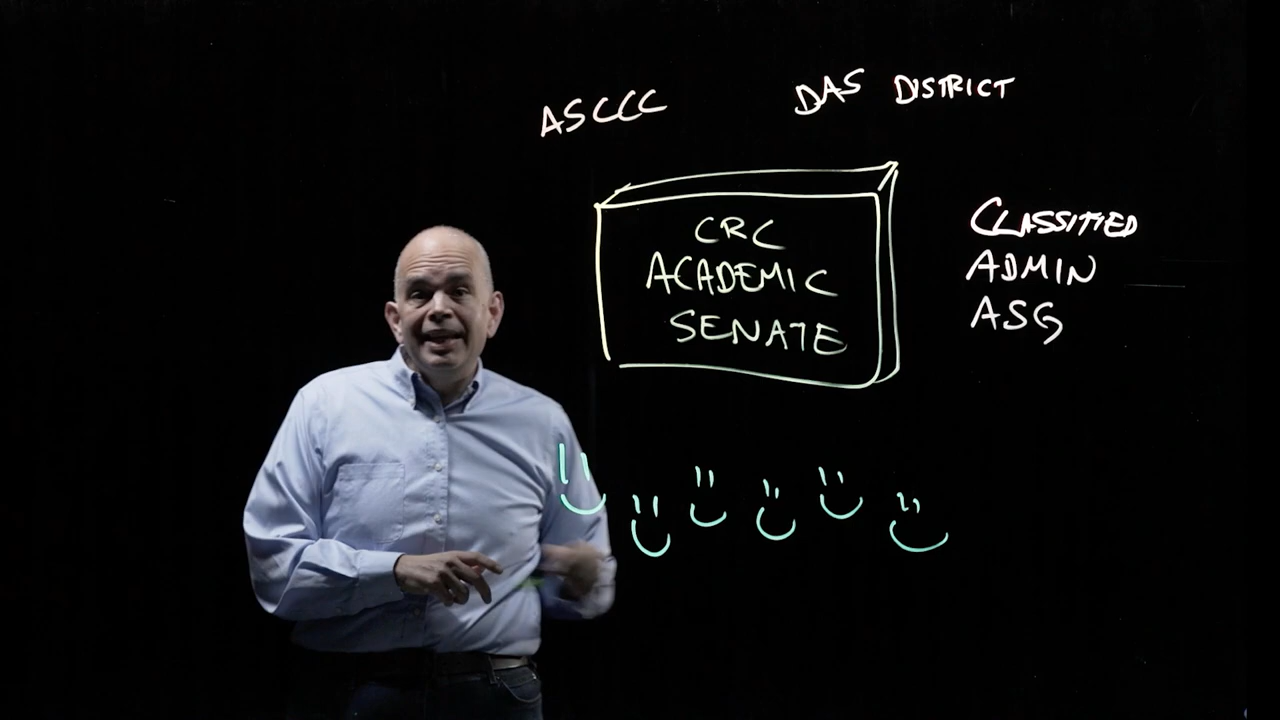 ASCCC
DAS DISTRICT
CRC
ACADEMIC
SENATE
CLASSIFIED
ADMIN
ASG